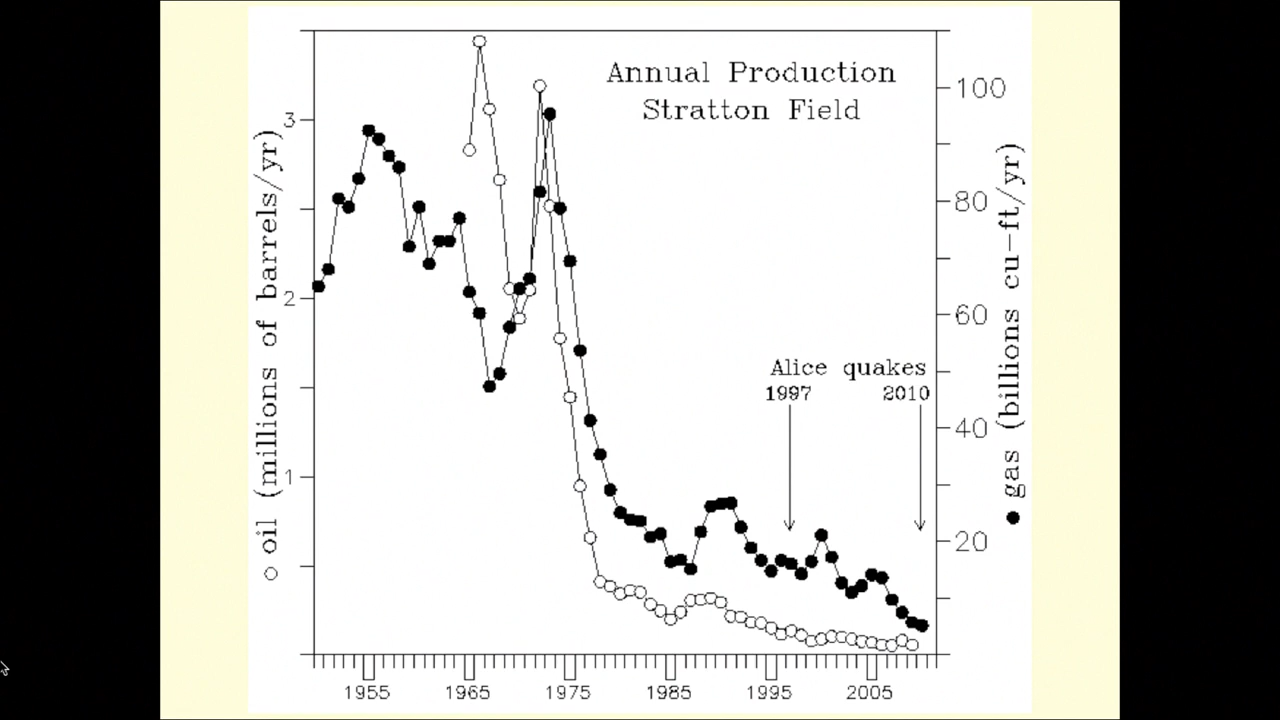 Annual Production
Stratton Field
3
2
1
oil (millions of barrels/yr)
100
80
60
40
20
gas (billions cu-ft/yr)
Alice quakes
1997 2010
1955 1965 1975 1985 1995 2005